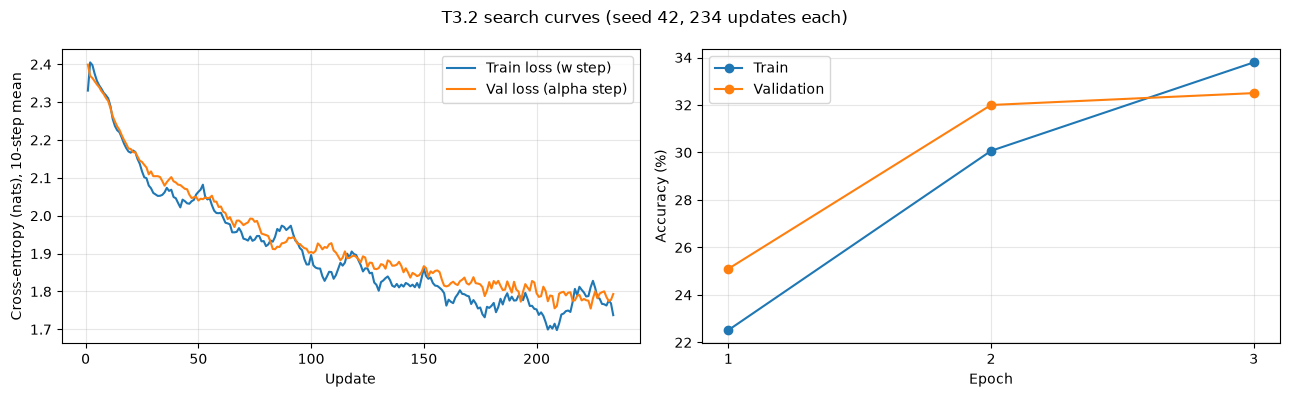 T3.2 search curves (seed 42, 234 updates each)
Cross-entropy (nats), 10-step mean
2.4
2.3
2.2
2.1
2.0
1.9
1.8
1.7
Train loss (w step)
Val loss (alpha step)
0
50
100
150
200
Update
Accuracy (%)
34
32
30
28
26
24
22
Train
Validation
1
2
3
Epoch